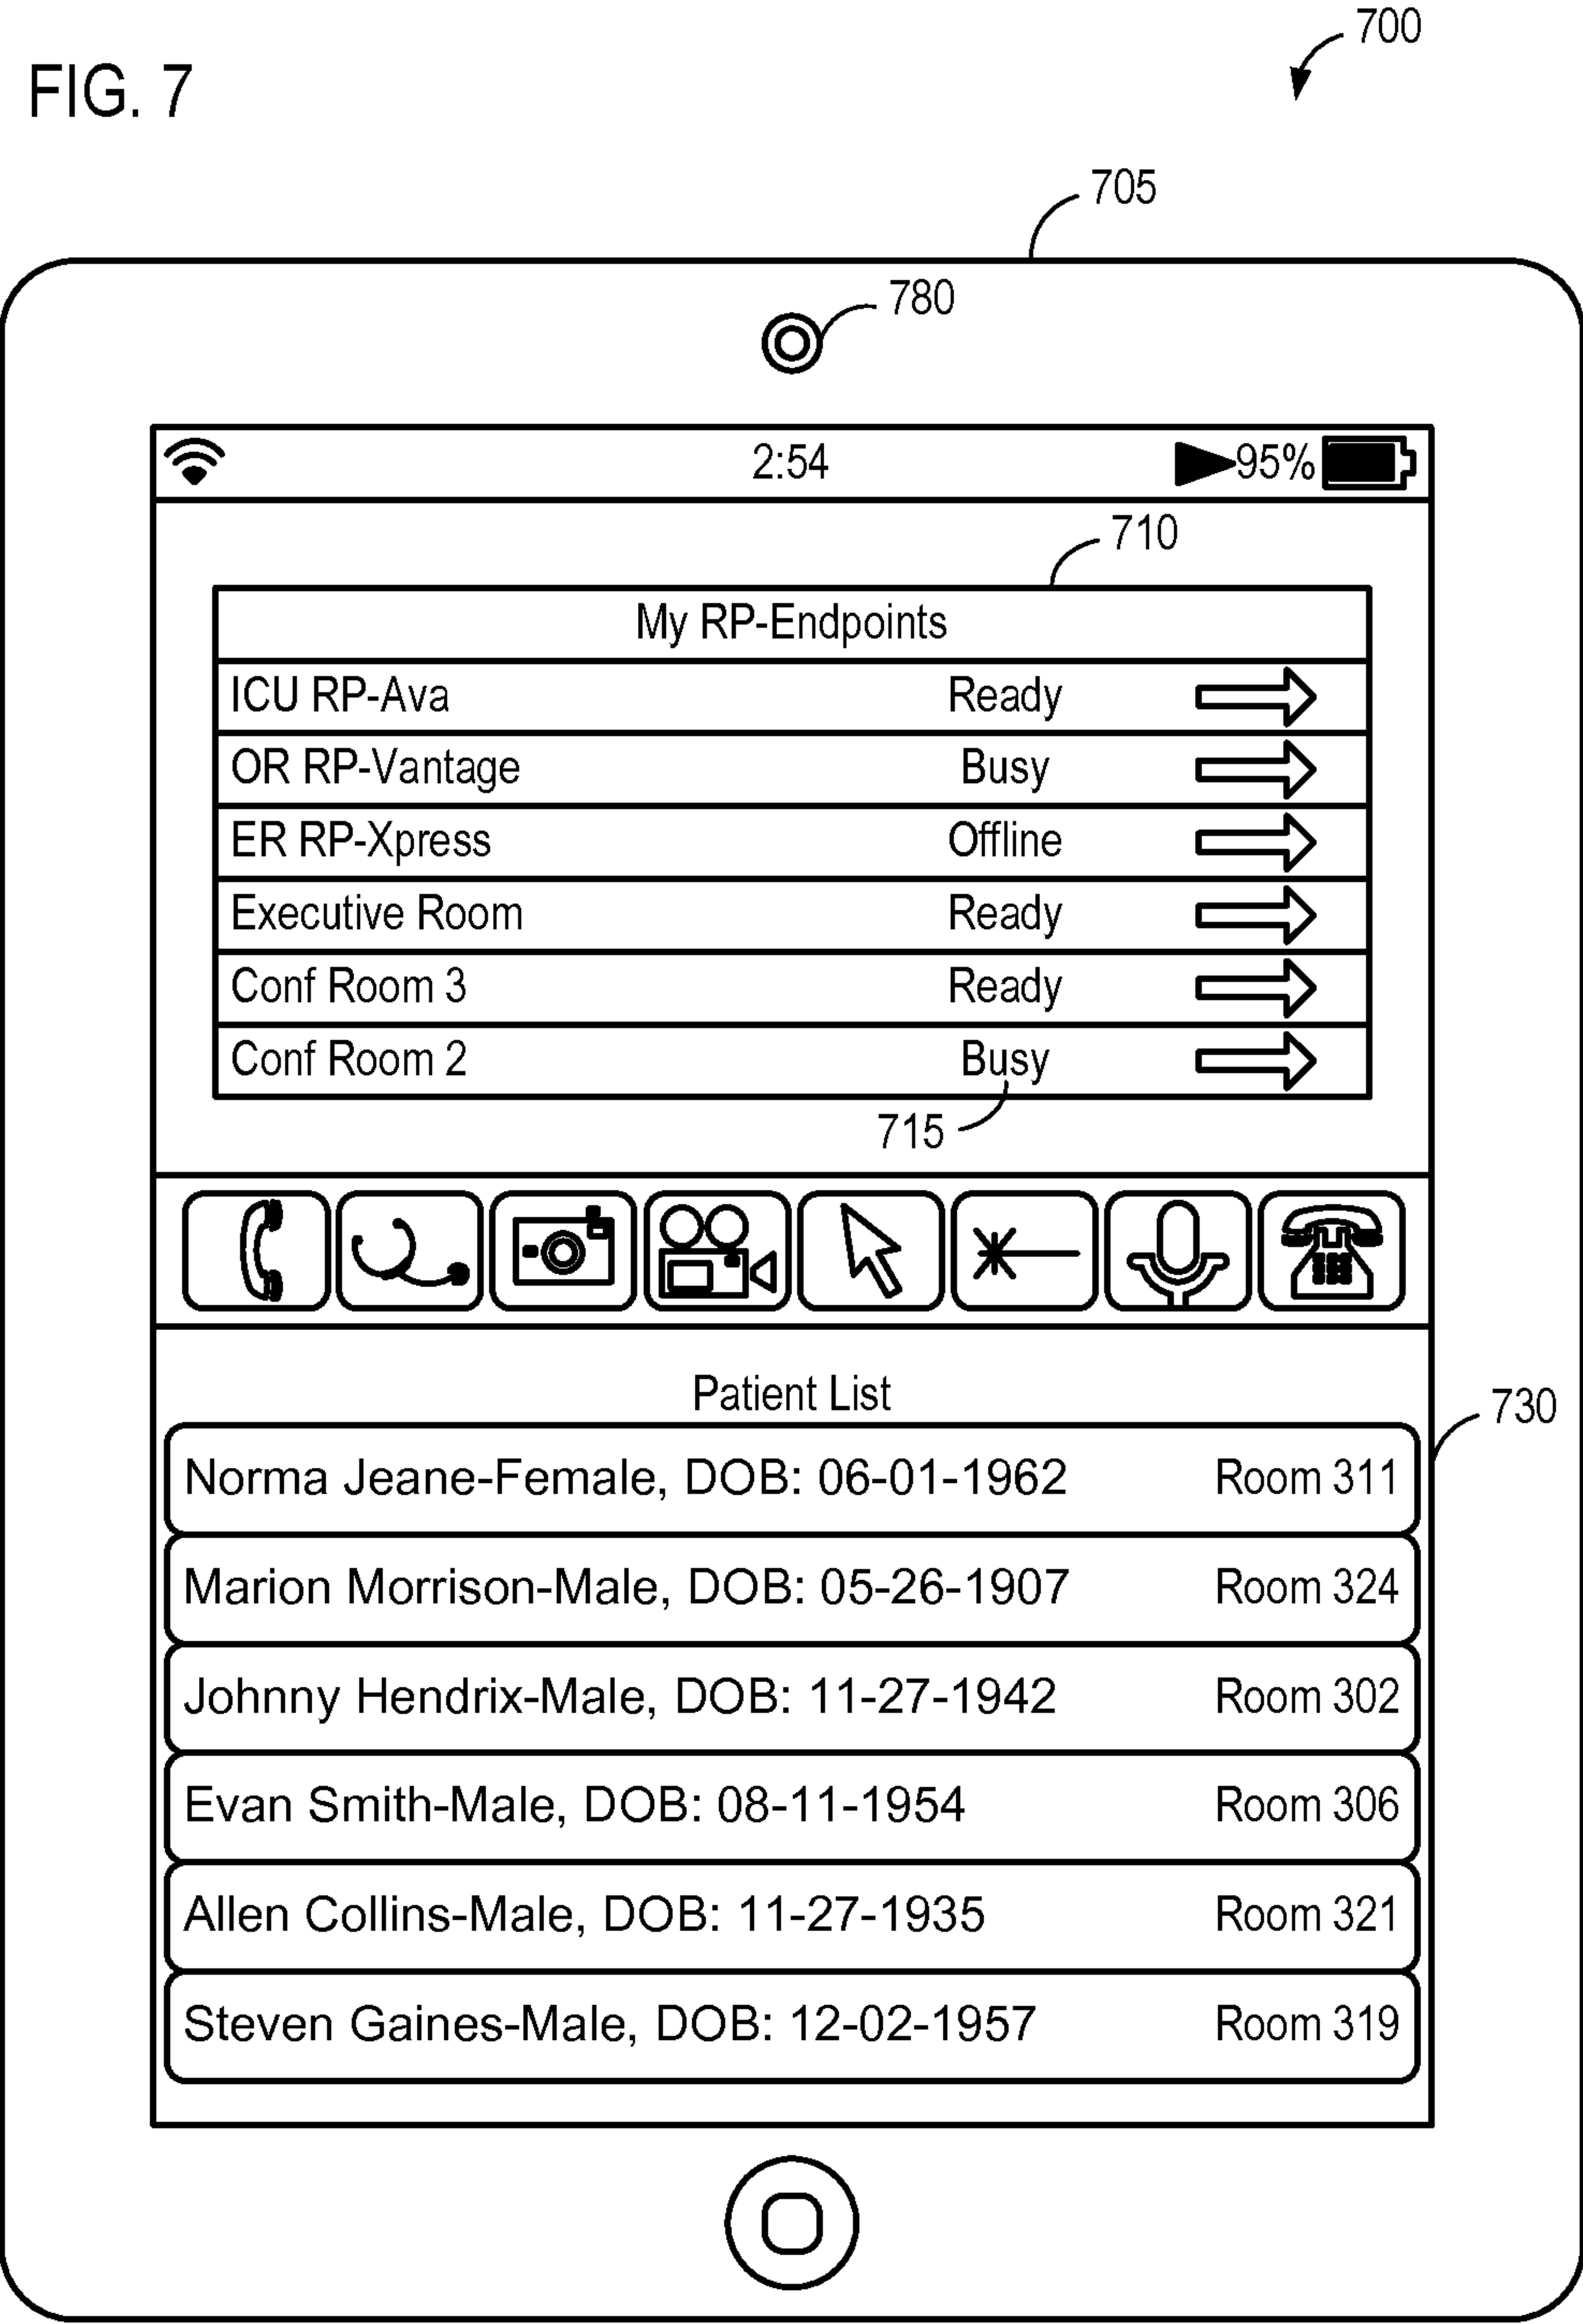 700
FIG. 7
705
780
2:54 95%
710
My RP-Endpoints
ICU RP-Ava Ready
OR RP-Vantage Busy
ER RP-Xpress Offline
Executive Room Ready
Conf Room 3 Ready
Conf Room 2 Busy
715
Patient List
730
Norma Jeane-Female, DOB: 06-01-1962 Room 311
Marion Morrison-Male, DOB: 05-26-1907 Room 324
Johnny Hendrix-Male, DOB: 11-27-1942 Room 302
Evan Smith-Male, DOB: 08-11-1954 Room 306
Allen Collins-Male, DOB: 11-27-1935 Room 321
Steven Gaines-Male, DOB: 12-02-1957 Room 319